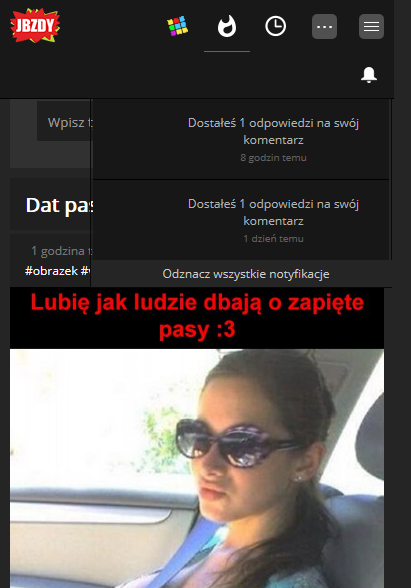 JBZDY
Dostałeś 1 odpowiedzi na swój
komentarz
8 godzin temu
Wpisz
Dostałeś 1 odpowiedzi na swój
komentarz
1 dzień temu
Odznacz wszystkie notyfikacje
Dat pas
1 godzina t
#obrazek #
Lubię jak ludzie dbają o zapięte
pasy :3